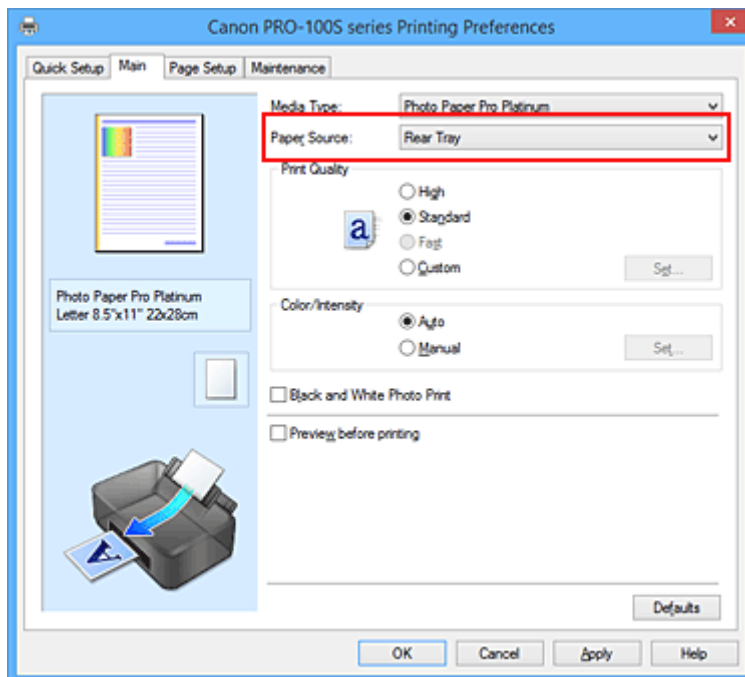 Canon PRO-100S series Printing Preferences
Quick Setup Main Page Setup Maintenance
Media Type: Photo Paper Pro Platinum
Paper Source: Rear Tray
Print Quality
High
a Standard
Fast
Custom Set...
Photo Paper Pro Platinum
Letter 8.5"x11" 22x28cm
Color/Intensity
Auto
Manual Set...
Black and White Photo Print
Preview before printing
A
Defaults
OK Cancel Apply Help